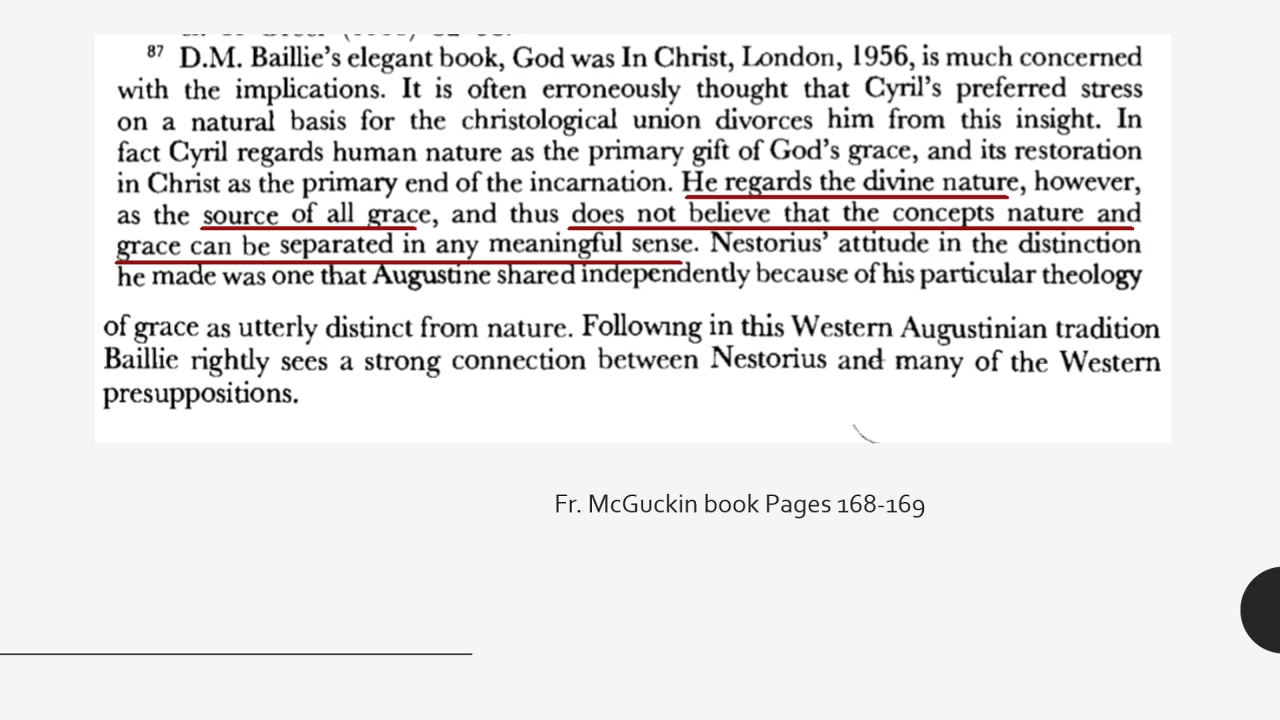 87 D.M. Baillie's elegant book, God was In Christ, London, 1956, is much concerned
with the implications. It is often erroneously thought that Cyril's preferred stress
on a natural basis for the christological union divorces him from this insight. In
fact Cyril regards human nature as the primary gift of God's grace, and its restoration
in Christ as the primary end of the incarnation. He regards the divine nature, however,
as the source of all grace, and thus does not believe that the concepts nature and
grace can be separated in any meaningful sense. Nestorius' attitude in the distinction
he made was one that Augustine shared independently because of his particular theology
of grace as utterly distinct from nature. Following in this Western Augustinian tradition
Baillie rightly sees a strong connection between Nestorius and many of the Western
presuppositions.
Fr. McGuckin book Pages 168-169